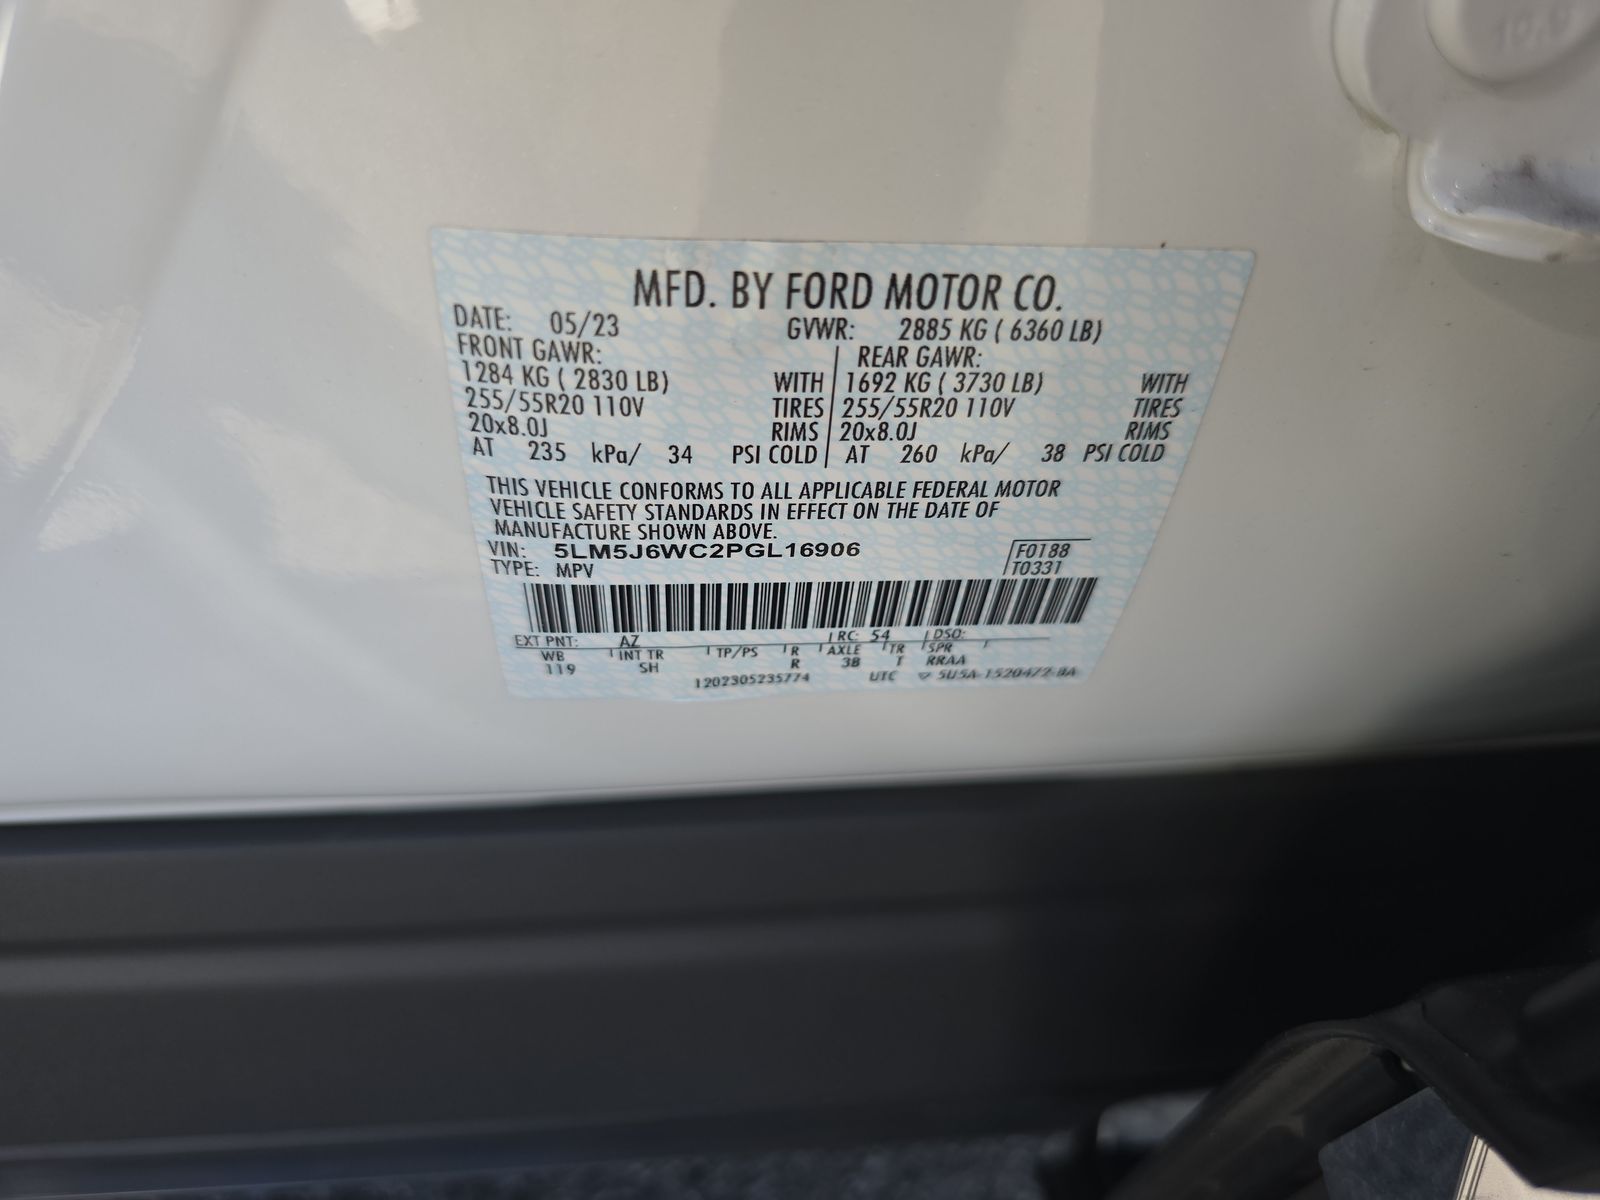 MFD. BY FORD MOTOR CO.
DATE: 05/23 GVWR: 2885 KG ( 6360 LB)
FRONT GAWR: REAR GAWR:
1284 KG ( 2830 LB) WITH 1692 KG ( 3730 LB) WITH
255/55R20 110V TIRES 255/55R20 110V TIRES
20x8.0J RIMS 20x8.0J RIMS
AT 235 kPa/ 34 PSI COLD AT 260 kPa/ 38 PSI COLD
THIS VEHICLE CONFORMS TO ALL APPLICABLE FEDERAL MOTOR
VEHICLE SAFETY STANDARDS IN EFFECT ON THE DATE OF
MANUFACTURE SHOWN ABOVE.
VIN: 5LM5J6WC2PGL16906 F0188
TYPE: MPV T0331
EXT PNT: AZ RC: 54 DSO:
WB INT TR TP/PS R AXLE TR SPR
119 SH R 38 T RRAA
1202305235774 UTC 5U5A-1520472-BA